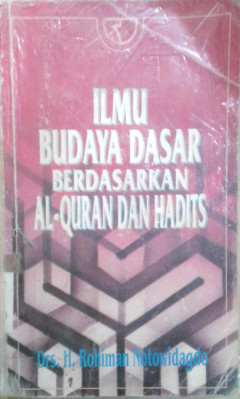 ILMU
BUDAYA DASAR
BERDASARKAN
AL-QURAN DAN HADITS
Drs. H. Rohiman Notowidagdo